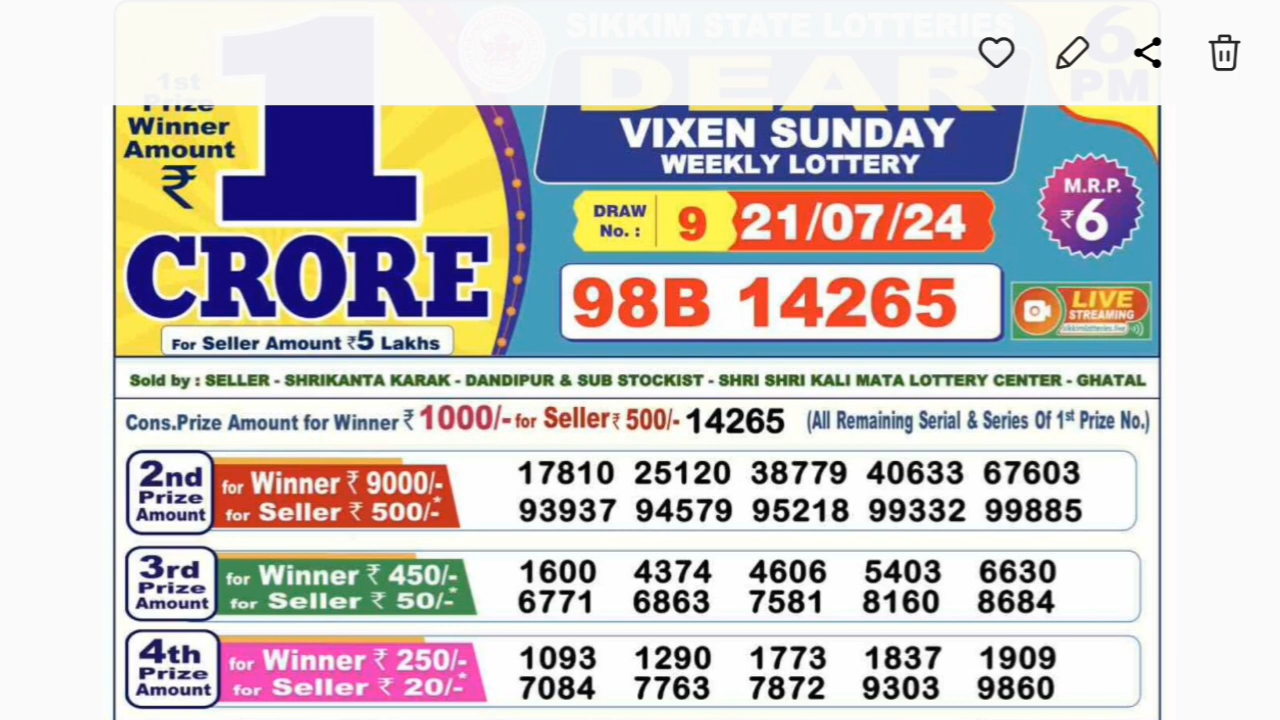 SIKKIM STATE LOTTERIES
DEAR
6
PM
1st
Prize
Winner
Amount
₹
1
CRORE
For Seller Amount ₹5 Lakhs
VIXEN SUNDAY
WEEKLY LOTTERY
DRAW
No. :
9
21/07/24
M.R.P.
₹6
98B 14265
LIVE
STREAMING
Sold by : SELLER - SHRIKANTA KARAK - DANDIPUR & SUB STOCKIST - SHRI SHRI KALI MATA LOTTERY CENTER - GHATAL
Cons.Prize Amount for Winner ₹ 1000/- for Seller ₹ 500/- 14265 (All Remaining Serial & Series Of 1st Prize No.)
2nd
Prize
Amount
for Winner ₹ 9000/-
for Seller ₹ 500/-*
17810 25120 38779 40633 67603
93937 94579 95218 99332 99885
3rd
Prize
Amount
for Winner ₹ 450/-
for Seller ₹ 50/-*
1600 4374 4606 5403 6630
6771 6863 7581 8160 8684
4th
Prize
Amount
for Winner ₹ 250/-
for Seller ₹ 20/-*
1093 1290 1773 1837 1909
7084 7763 7872 9303 9860